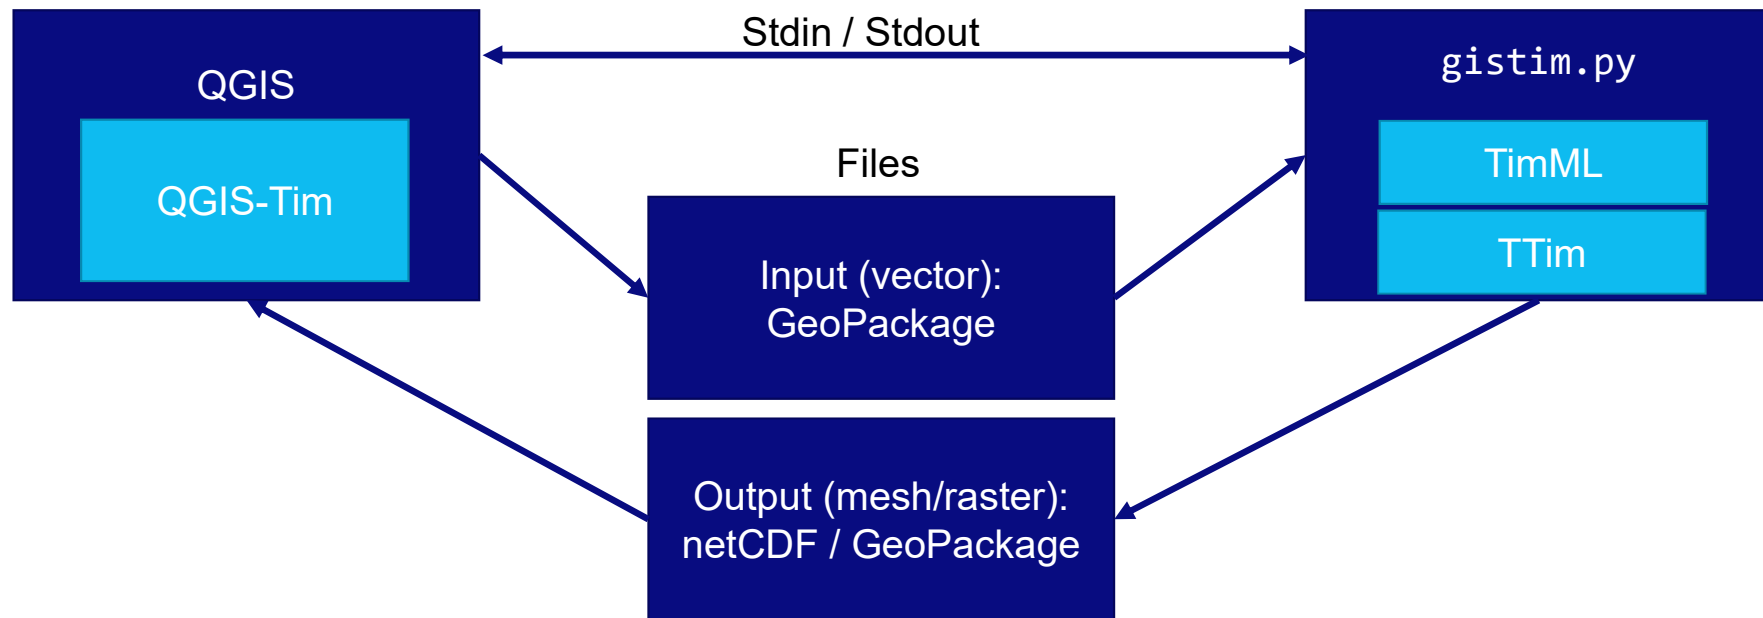 Stdin / Stdout
QGIS
QGIS-Tim
gistim.py
TimML
TTim
Files
Input (vector):
GeoPackage
Output (mesh/raster):
netCDF / GeoPackage